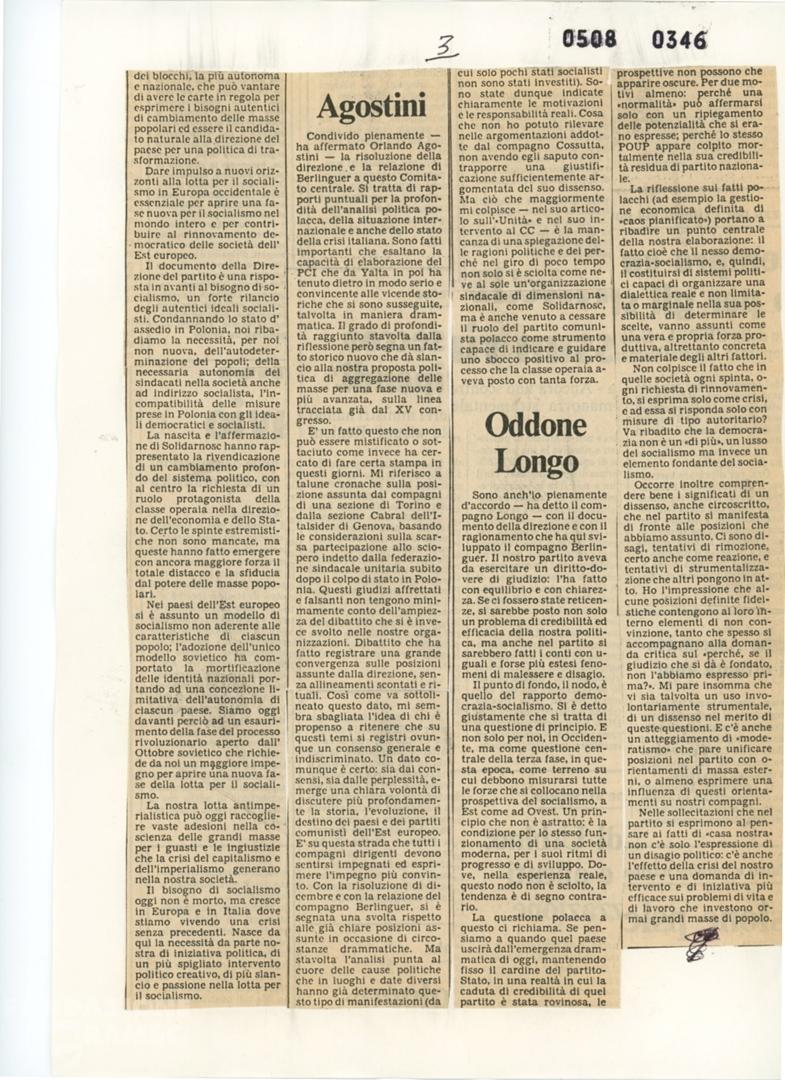 3
0508 0346
dei blocchi, la più autonoma
e nazionale, che può vantare
di avere le carte in regola per
esprimere i bisogni autentici
di cambiamento delle masse
popolari ed essere il candida-
to naturale alla direzione del
paese per una politica di tra-
sformazione.
Dare impulso a nuovi oriz-
zonti alla lotta per il sociali-
smo in Europa occidentale è
essenziale per aprire una fa-
se nuova per il socialismo nel
mondo intero e per contri-
buire al rinnovamento de-
mocratico delle società dell'
Est europeo.
Il documento della Dire-
zione del partito è una rispo-
sta in avanti al bisogno di so-
cialismo, un forte rilancio
degli autentici ideali sociali-
sti. Condannando lo stato d'
assedio in Polonia, noi riba-
diamo la necessità, per noi
non nuova, dell'autodeter-
minazione dei popoli; della
necessaria autonomia dei
sindacati nella società anche
ad indirizzo socialista, l'in-
compatibilità delle misure
prese in Polonia con gli idea-
li democratici e socialisti.
La nascita e l'affermazio-
ne di Solidarnosc hanno rap-
presentato la rivendicazione
di un cambiamento profon-
do del sistema politico, con
al centro la richiesta di un
ruolo protagonista della
classe operaia nella direzio-
ne dell'economia e dello Sta-
to. Certo le spinte estremisti-
che non sono mancate, ma
queste hanno fatto emergere
con ancora maggiore forza il
totale distacco e la sfiducia
dal potere delle masse popo-
lari.
Nei paesi dell'Est europeo
si è assunto un modello di
socialismo non aderente alle
caratteristiche di ciascun
popolo; l'adozione dell'unico
modello sovietico ha com-
portato la mortificazione
delle identità nazionali por-
tando ad una concezione li-
mitativa dell'autonomia di
ciascun paese. Siamo oggi
davanti perciò ad un esauri-
mento della fase del processo
rivoluzionario aperto dall'
Ottobre sovietico che richie-
de da noi un maggiore impe-
gno per aprire una nuova fa-
se della lotta per il sociali-
smo.
La nostra lotta antimpe-
rialistica può oggi raccoglie-
re vaste adesioni nella co-
scienza delle grandi masse
per i guasti e le ingiustizie
che la crisi del capitalismo e
dell'imperialismo generano
nella nostra società.
Il bisogno di socialismo
oggi non è morto, ma cresce
in Europa e in Italia dove
stiamo vivendo una crisi
senza precedenti. Nasce da
qui la necessità da parte no-
stra di iniziativa politica, di
un più spigliato intervento
politico creativo, di più slan-
cio e passione nella lotta per
il socialismo.
Agostini
Condivido pienamente —
ha affermato Orlando Ago-
stini — la risoluzione della
direzione e la relazione di
Berlinguer a questo Comita-
to centrale. Si tratta di rap-
porti puntuali per la profon-
dità dell'analisi politica po-
lacca, della situazione inter-
nazionale e anche dello stato
della crisi italiana. Sono fatti
importanti che esaltano la
capacità di elaborazione del
PCI che da Yalta in poi ha
tenuto dietro in modo serio e
convincente alle vicende sto-
riche che si sono susseguite,
talvolta in maniera dram-
matica. Il grado di profondi-
tà raggiunto stavolta dalla
riflessione però segna un fat-
to storico nuovo che dà slan-
cio alla nostra proposta poli-
tica di aggregazione delle
masse per una fase nuova e
più avanzata, sulla linea
tracciata già dal XV con-
gresso.
E' un fatto questo che non
può essere mistificato o sot-
taciuto come invece ha cer-
cato di fare certa stampa in
questi giorni. Mi riferisco a
talune cronache sulla posi-
zione assunta dai compagni
di una sezione di Torino e
dalla sezione Cabral dell'I-
talsider di Genova, basando
le considerazioni sulla scar-
sa partecipazione allo scio-
pero indetto dalla federazio-
ne sindacale unitaria subito
dopo il colpo di stato in Polo-
nia. Questi giudizi affrettati
e falsanti non tengono mini-
mamente conto dell'ampiez-
za del dibattito che si è inve-
ce svolto nelle nostre orga-
nizzazioni. Dibattito che ha
fatto registrare una grande
convergenza sulle posizioni
assunte dalla direzione, sen-
za allineamenti scontati e ri-
tuali. Così come va sottoli-
neato questo dato, mi sem-
bra sbagliata l'idea di chi è
propenso a ritenere che su
questi temi si registri ovun-
que un consenso generale e
indiscriminato. Un dato co-
munque è certo: sia dai con-
sensi, sia dalle perplessità, e-
merge una chiara volontà di
discutere più profondamen-
te la storia, l'evoluzione, il
destino dei paesi e dei partiti
comunisti dell'Est europeo.
E' su questa strada che tutti i
compagni dirigenti devono
sentirsi impegnati ed espri-
mere l'impegno più convin-
to. Con la risoluzione di di-
cembre e con la relazione del
compagno Berlinguer, si è
segnata una svolta rispetto
alle già chiare posizioni as-
sunte in occasione di circo-
stanze drammatiche. Ma
stavolta l'analisi punta al
cuore delle cause politiche
che in luoghi e date diversi
hanno già determinato que-
sto tipo di manifestazioni (da
cui solo pochi stati socialisti
non sono stati investiti). So-
no state dunque indicate
chiaramente le motivazioni
e le responsabilità reali. Cosa
che non ho potuto rilevare
nelle argomentazioni addot-
te dal compagno Cossutta,
non avendo egli saputo con-
trapporre una giustifi-
cazione sufficientemente ar-
gomentata del suo dissenso.
Ma ciò che maggiormente
mi colpisce — nel suo artico-
lo sull'«Unità» e nel suo in-
tervento al CC — è la man-
canza di una spiegazione del-
le ragioni politiche e dei per-
ché nel giro di poco tempo
non solo si è sciolta come ne-
ve al sole un'organizzazione
sindacale di dimensioni na-
zionali, come Solidarnosc,
ma è anche venuto a cessare
il ruolo del partito comuni-
sta polacco come strumento
capace di indicare e guidare
uno sbocco positivo al pro-
cesso che la classe operaia a-
veva posto con tanta forza.
Oddone
Longo
Sono anch'io pienamente
d'accordo — ha detto il com-
pagno Longo — con il docu-
mento della direzione e con il
ragionamento che ha qui svi-
luppato il compagno Berlin-
guer. Il nostro partito aveva
da esercitare un diritto-do-
vere di giudizio: l'ha fatto
con equilibrio e con chiarez-
za. Se ci fossero state reticen-
ze, si sarebbe posto non solo
un problema di credibilità ed
efficacia della nostra politi-
ca, ma anche nel partito si
sarebbero fatti i conti con u-
guali e forse più estesi feno-
meni di malessere e disagio.
Il punto di fondo, il nodo, è
quello del rapporto demo-
crazia-socialismo. Si è detto
giustamente che si tratta di
una questione di principio. E
non solo per noi, in Occiden-
te, ma come questione cen-
trale della terza fase, in que-
sta epoca, come terreno su
cui debbono misurarsi tutte
le forze che si collocano nella
prospettiva del socialismo, a
Est come ad Ovest. Un prin-
cipio che non è astratto: è la
condizione per lo stesso fun-
zionamento di una società
moderna, per i suoi ritmi di
progresso e di sviluppo. Do-
ve, nella esperienza reale,
questo nodo non è sciolto, la
tendenza è di segno contra-
rio.
La questione polacca a
questo ci richiama. Se pen-
siamo a quando quel paese
uscirà dall'emergenza dram-
matica di oggi, mantenendo
fisso il cardine del partito-
Stato, in una realtà in cui la
caduta di credibilità di quel
partito è stata rovinosa, le
prospettive non possono che
apparire oscure. Per due mo-
tivi almeno: perché una
«normalità» può affermarsi
solo con un ripiegamento
delle potenzialità che si era-
no espresse; perché lo stesso
POUP appare colpito mor-
talmente nella sua credibili-
tà residua di partito naziona-
le.
La riflessione sui fatti po-
lacchi (ad esempio la gestio-
ne economica definita di
«caos pianificato») portano a
ribadire un punto centrale
della nostra elaborazione: il
fatto cioè che il nesso demo-
crazia-socialismo, e, quindi,
il costituirsi di sistemi politi-
ci capaci di organizzare una
dialettica reale e non limita-
ta o marginale nella sua pos-
sibilità di determinare le
scelte, vanno assunti come
una vera e propria forza pro-
duttiva, altrettanto concreta
e materiale degli altri fattori.
Non colpisce il fatto che in
quelle società ogni spinta, o-
gni richiesta di rinnovamen-
to, si esprima solo come crisi,
e ad essa si risponda solo con
misure di tipo autoritario?
Va ribadito che la democra-
zia non è un «di più», un lusso
del socialismo ma invece un
elemento fondante del socia-
lismo.
Occorre inoltre compren-
dere bene i significati di un
dissenso, anche circoscritto,
che nel partito si manifesta
di fronte alle posizioni che
abbiamo assunto. Ci sono di-
sagi, tentativi di rimozione,
certo anche come reazione, e
tentativi di strumentalizza-
zione che altri pongono in at-
to. Ho l'impressione che al-
cune posizioni definite fidei-
stiche contengono al loro in-
terno elementi di non con-
vinzione, tanto che spesso si
accompagnano alla doman-
da critica sul «perché, se il
giudizio che si dà è fondato,
non l'abbiamo espresso pri-
ma?». Mi pare insomma che
vi sia talvolta un uso invo-
lontariamente strumentale,
di un dissenso nel merito di
queste questioni. E c'è anche
un atteggiamento di «mode-
ratismo» che pare unificare
posizioni nel partito con o-
rientamenti di massa ester-
ni, o almeno esprimere una
influenza di questi orienta-
menti su nostri compagni.
Nelle sollecitazioni che nel
partito si esprimono al pen-
sare ai fatti di «casa nostra»
non c'è solo l'espressione di
un disagio politico: c'è anche
l'effetto della crisi del nostro
paese e una domanda di in-
tervento e di iniziativa più
efficace sui problemi di vita e
di lavoro che investono or-
mai grandi masse di popolo.